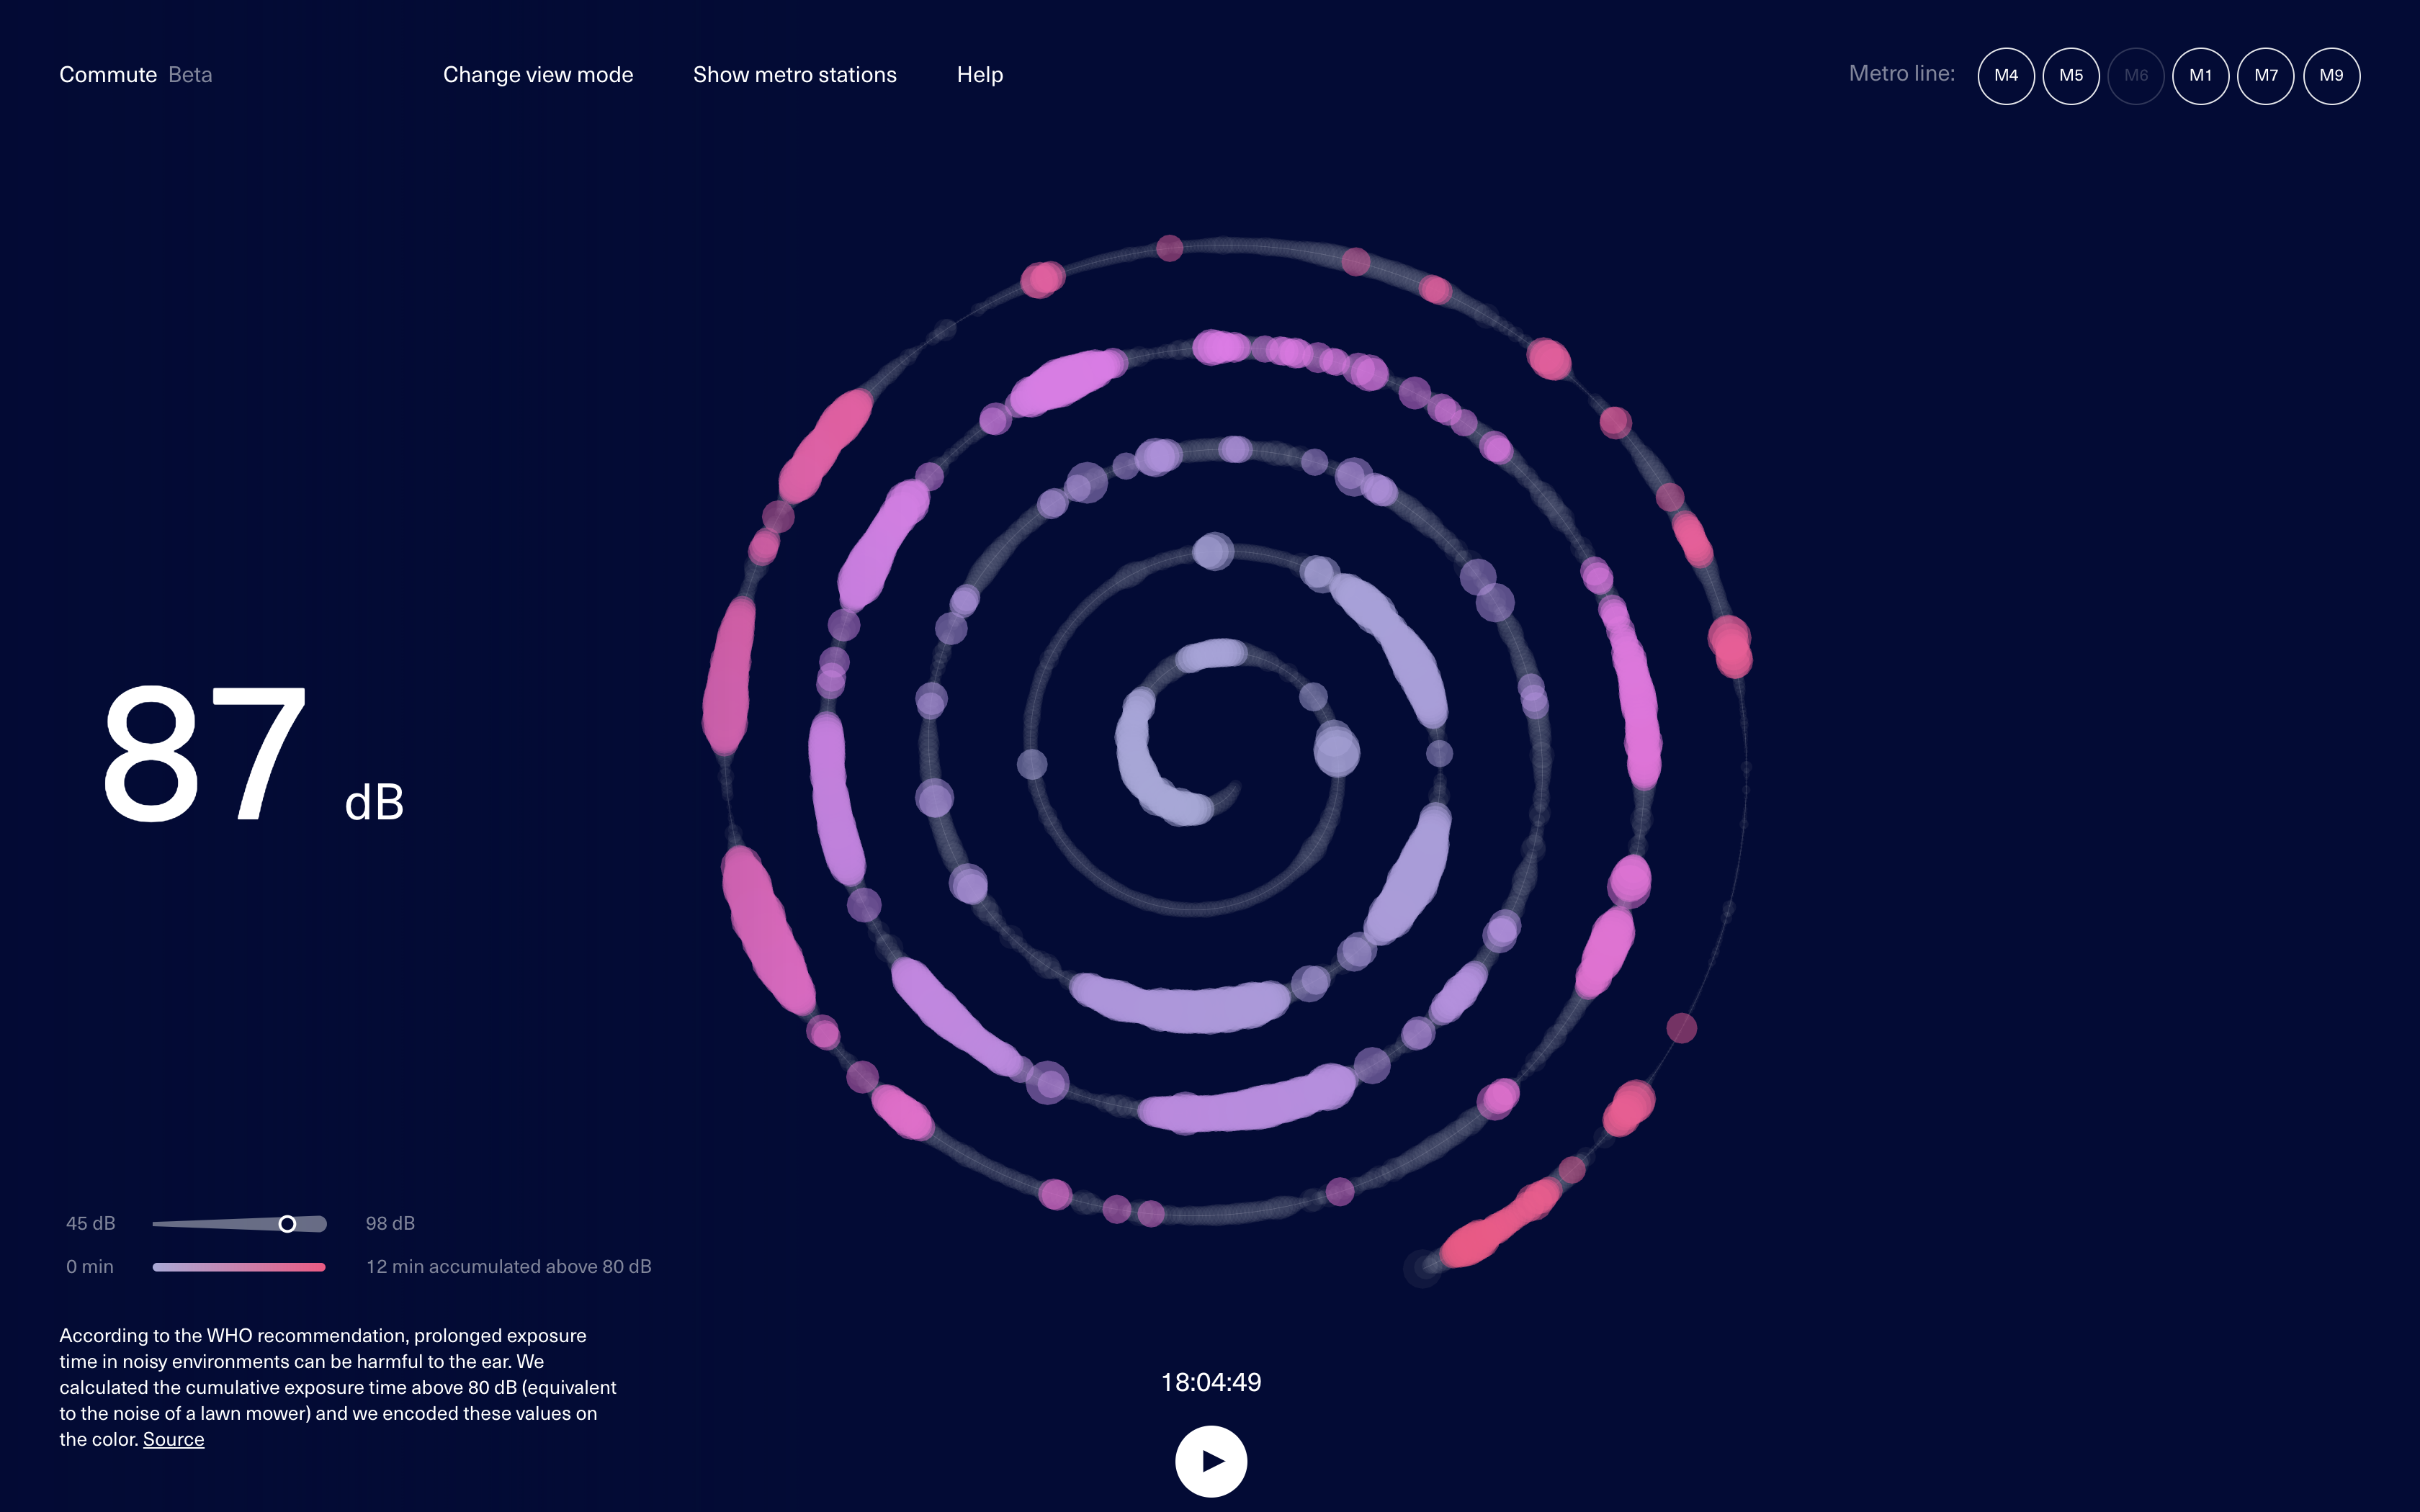 Commute Beta
Change view mode
Show metro stations
Help
Metro line:
M4
M5
M6
M1
M7
M9
87 dB
45 dB
98 dB
0 min
12 min accumulated above 80 dB
According to the WHO recommendation, prolonged exposure
time in noisy environments can be harmful to the ear. We
calculated the cumulative exposure time above 80 dB (equivalent
to the noise of a lawn mower) and we encoded these values on
the color. Source
18:04:49